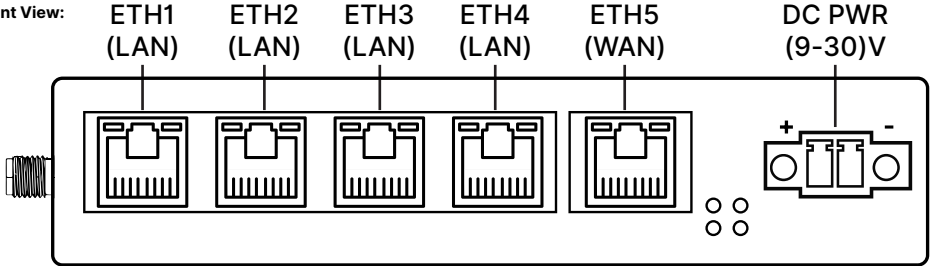 nt View:
ETH1 ETH2 ETH3 ETH4 ETH5 DC PWR
(LAN) (LAN) (LAN) (LAN) (WAN) (9-30)V
+ -